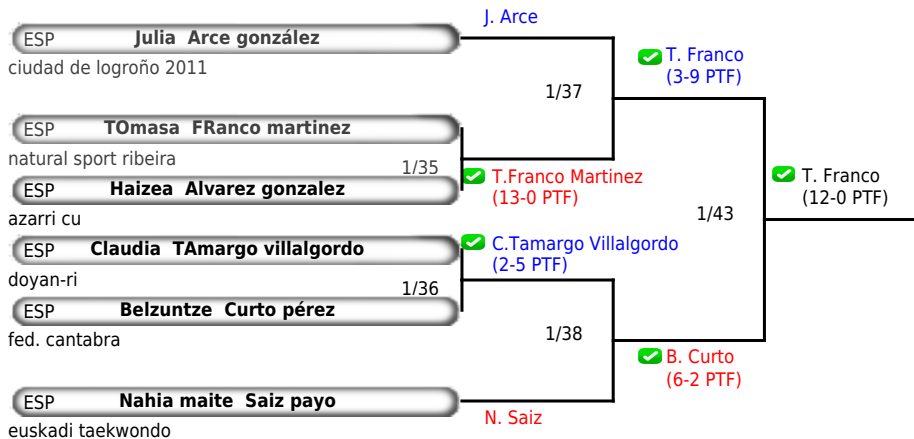 J. Arce
ESP Julia Arce gonzález
ciudad de logroño 2011
T. Franco
(3-9 PTF)
1/37
ESP TOmasa FRanco martinez
natural sport ribeira
1/35
T.Franco Martinez
(13-0 PTF)
ESP Haizea Alvarez gonzalez
azarri cu
T. Franco
(12-0 PTF)
1/43
ESP Claudia TAmargo villalgordo
doyan-ri
C.Tamargo Villalgordo
(2-5 PTF)
1/36
ESP Belzuntze Curto pérez
fed. cantabra
1/38
B. Curto
(6-2 PTF)
ESP Nahia maite Saiz payo
euskadi taekwondo
N. Saiz